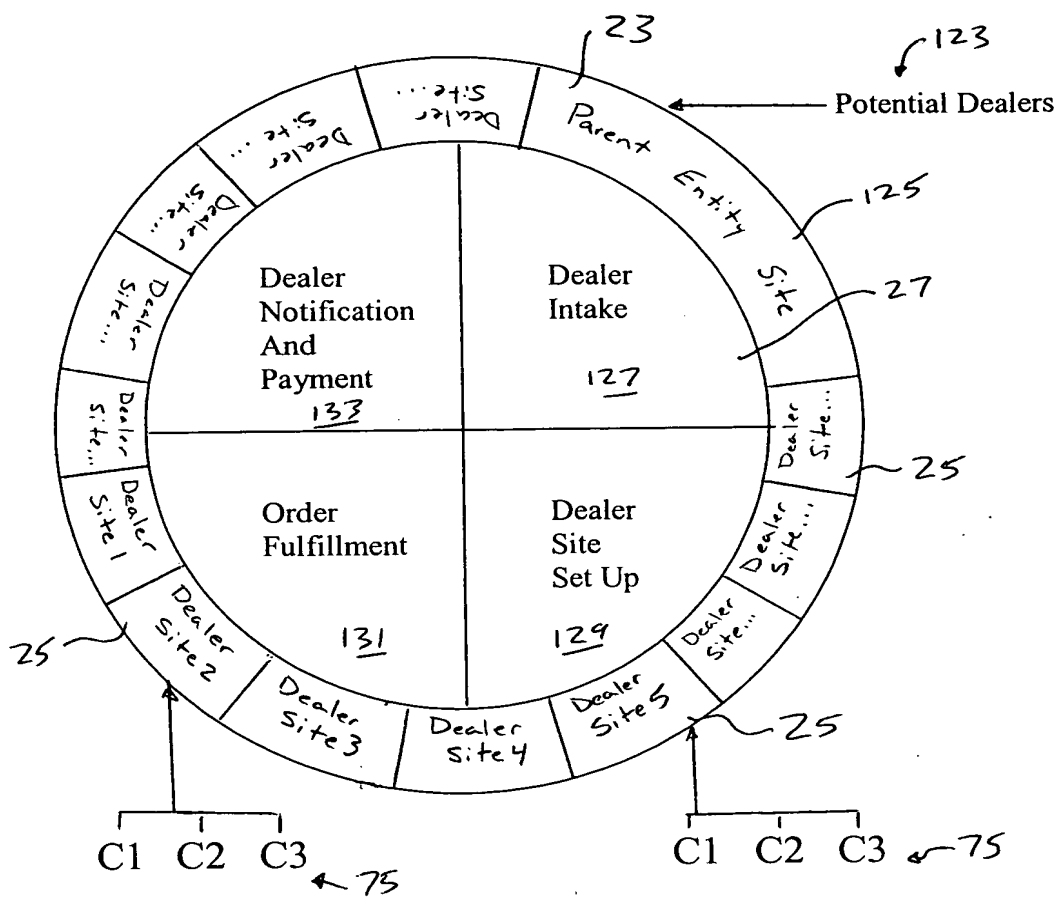 23
123
Potential Dealers
Parent Entity Site
125
27
Dealer
Site...
Dealer
Site...
Dealer
Site...
Dealer
Site...
Dealer
Site...
Dealer
Notification
And
Payment
133
Dealer
Intake
127
Dealer
Site...
25
Dealer
Site....
Dealer
Site...
Dealer
Site 1
Order
Fulfillment
131
Dealer
Site
Set Up
129
25
Dealer
Site 2
Dealer
Site 3
Dealer
Site 4
Dealer
Site 5
25
C1 C2 C3
75
C1 C2 C3
75